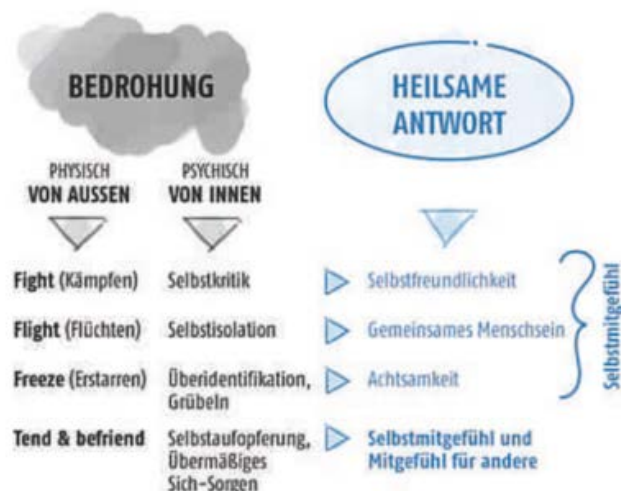 BEDROHUNG
HEILSAME
ANTWORT
PHYSISCH
VON AUSSEN
PSYCHISCH
VON INNEN
Fight (Kämpfen)
Selbstkritik
Selbstfreundlichkeit
Flight (Flüchten)
Selbstisolation
Gemeinsames Menschsein
Freeze (Erstarren)
Überidentifikation,
Grübeln
Achtsamkeit
Selbstmitgefühl
Tend & befriend
Selbstaufopferung,
Übermäßiges
Sich-Sorgen
Selbstmitgefühl und
Mitgefühl für andere